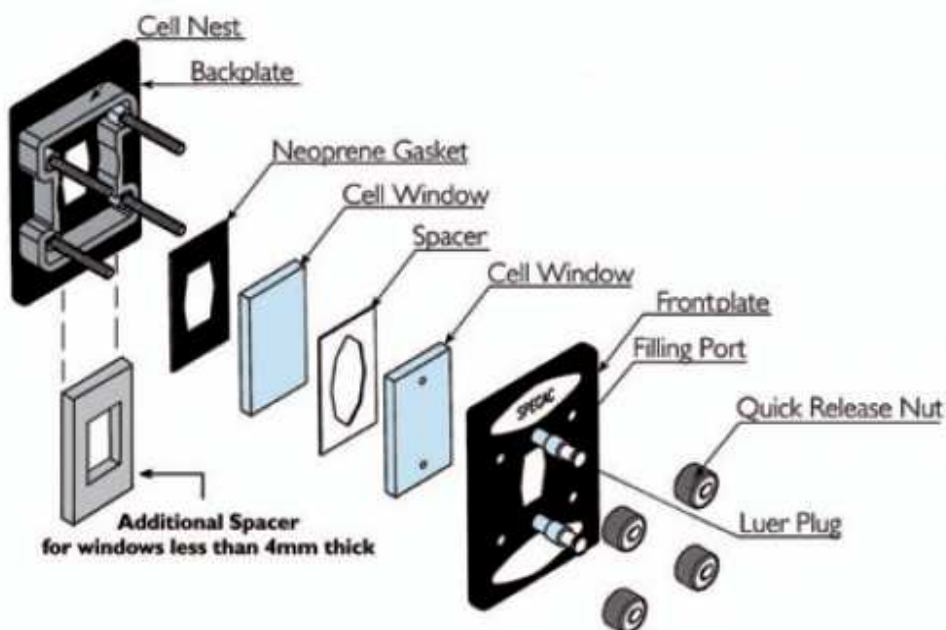 Cell Nest
Backplate
Neoprene Gasket
Cell Window
Spacer
Cell Window
Frontplate
Filling Port
SPECAC
Quick Release Nut
Luer Plug
Additional Spacer
for windows less than 4mm thick